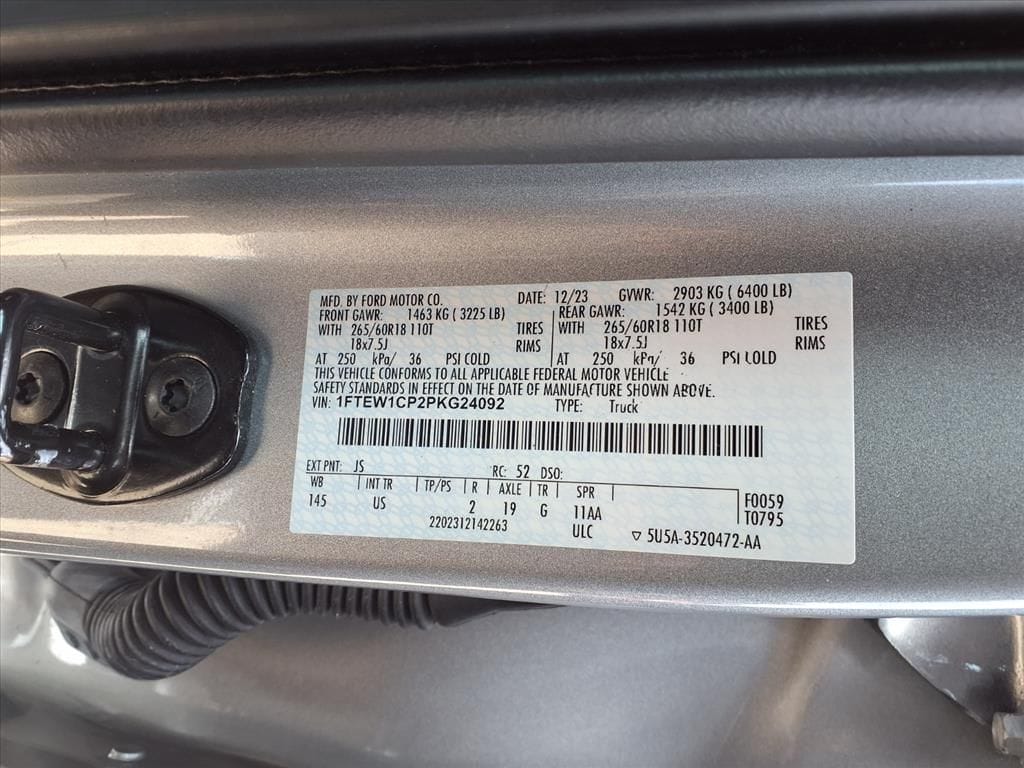 MFD. BY FORD MOTOR CO. DATE: 12/23 GVWR: 2903 KG ( 6400 LB)
FRONT GAWR: 1463 KG ( 3225 LB) REAR GAWR: 1542 KG ( 3400 LB)
WITH 265/60R18 110T TIRES WITH 265/60R18 110T TIRES
18x7.5J RIMS 18x7.5J RIMS
AT 250 kPa/ 36 PSI COLD AT 250 kPa/ 36 PSI COLD
THIS VEHICLE CONFORMS TO ALL APPLICABLE FEDERAL MOTOR VEHICLE
SAFETY STANDARDS IN EFFECT ON THE DATE OF MANUFACTURE SHOWN ABOVE.
VIN: 1FTEW1CP2PKG24092 TYPE: Truck
EXT PNT: JS RC: 52 DSO:
WB INT TR TP/PS R AXLE TR SPR F0059
145 US 2 19 G 11AA T0795
2202312142263 ULC ▽ 5U5A-3520472-AA